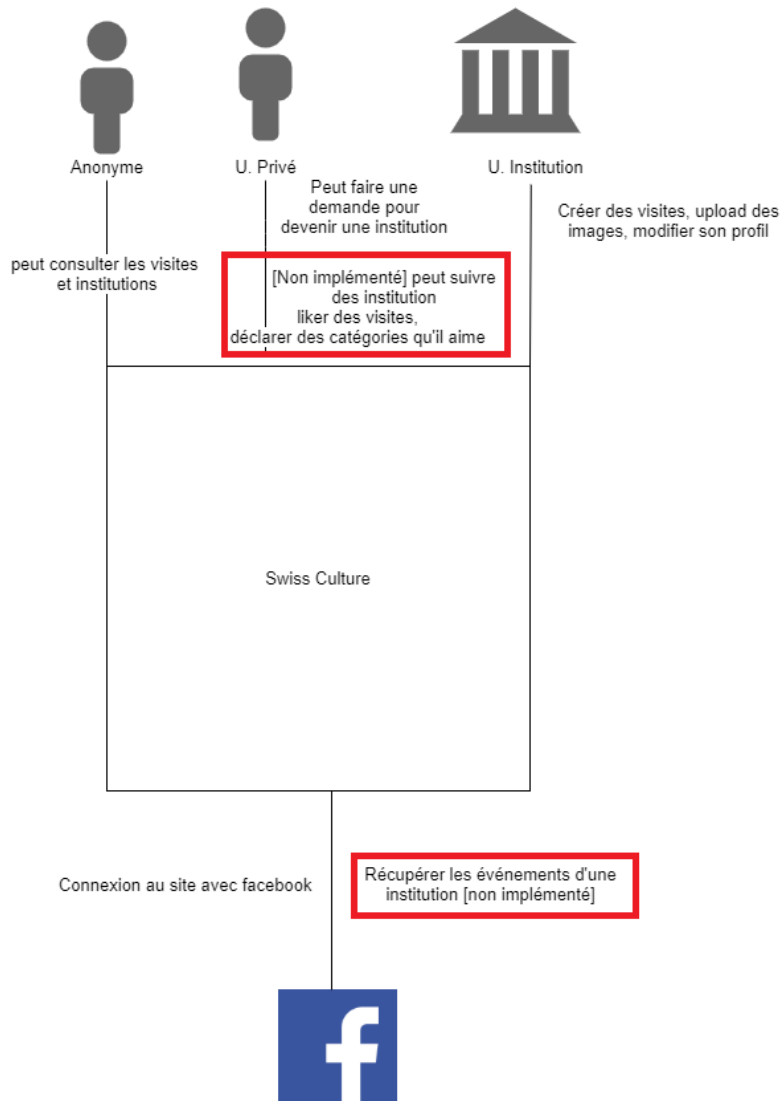 Anonyme
U. Privé
U. Institution
Peut faire une
demande pour
devenir une institution
Créer des visites, upload des
images, modifier son profil
peut consulter les visites
et institutions
[Non implémenté] peut suivre
des institution
liker des visites,
déclarer des catégories qu'il aime
Swiss Culture
Connexion au site avec facebook
Récupérer les événements d'une
institution [non implémenté]
f